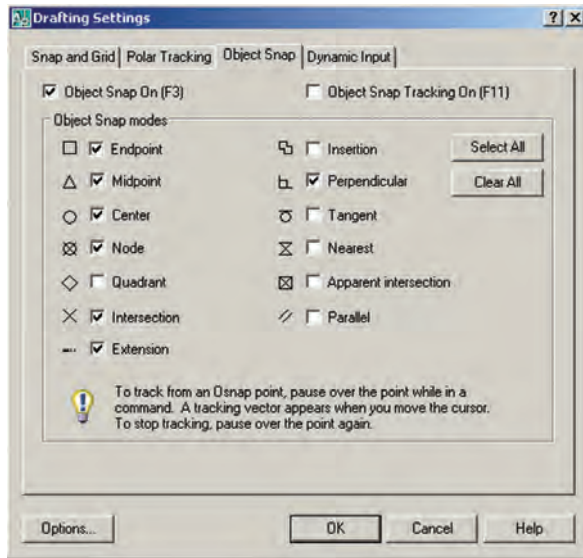 Drafting Settings
Snap and Grid Polar Tracking Object Snap Dynamic Input
Object Snap On (F3) Object Snap Tracking On (F11)
Object Snap modes
Endpoint Insertion Select All
Midpoint Perpendicular Clear All
Center Tangent
Node Nearest
Quadrant Apparent intersection
Intersection Parallel
Extension
To track from an Osnap point, pause over the point while in a
command. A tracking vector appears when you move the cursor.
To stop tracking, pause over the point again.
Options... OK Cancel Help